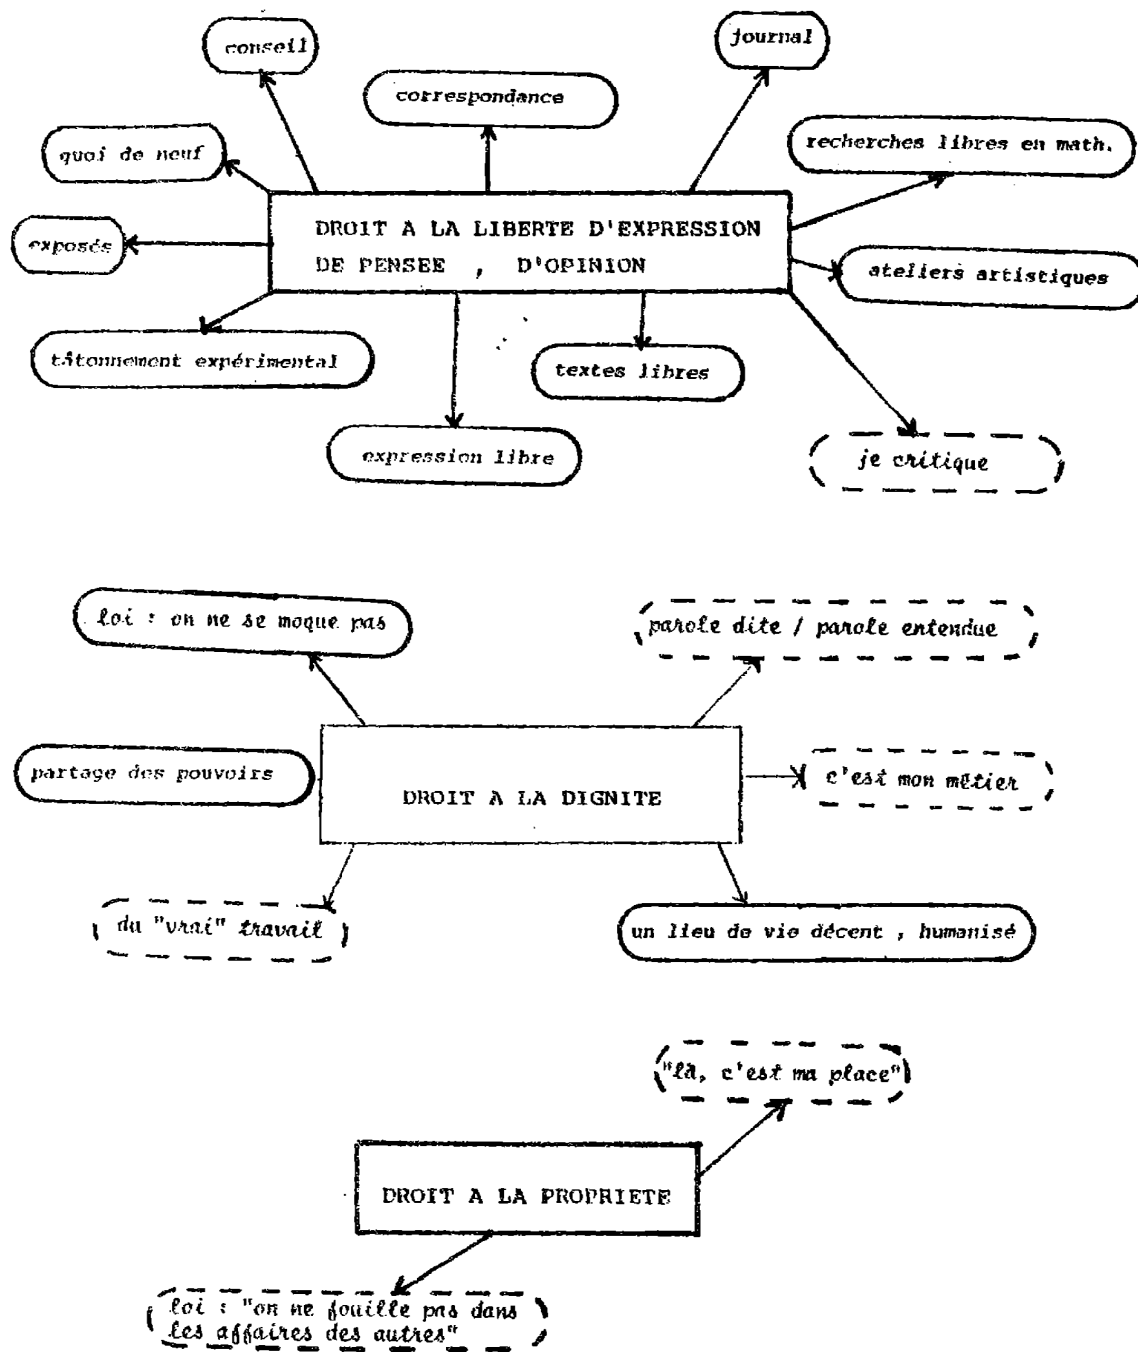 conseil
journal
correspondance
recherches libres en math.
quoi de neuf
DROIT A LA LIBERTE D'EXPRESSION
DE PENSEE , D'OPINION
exposés
ateliers artistiques
tâtonnement expérimental
textes libres
expression libre
je critique
loi : on ne se moque pas
parole dite / parole entendue
partage des pouvoirs
c'est mon métier
DROIT A LA DIGNITE
du "vrai" travail
un lieu de vie décent , humanisé
"là, c'est ma place"
DROIT A LA PROPRIETE
loi : "on ne fouille pas dans
les affaires des autres"